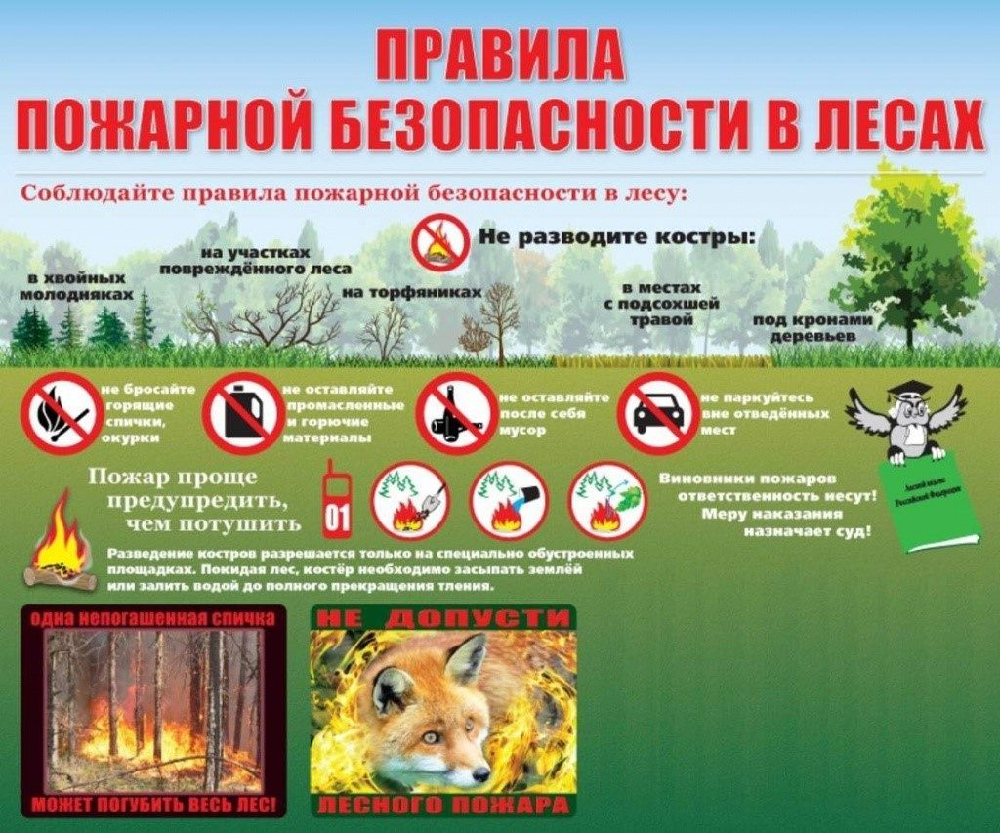 ПРАВИЛА
ПОЖАРНОЙ БЕЗОПАСНОСТИ В ЛЕСАХ
Соблюдайте правила пожарной безопасности в лесу:
Не разводите костры:
в хвойных
молодняках
на участках
повреждённого леса
на торфяниках
в местах
с подсохшей
травой
под кронами
деревьев
не бросайте
горящие
спички,
окурки
не оставляйте
промасленные
и горючие
материалы
не оставляйте
после себя
мусор
не паркуйтесь
вне отведённых
мест
Пожар проще
предупредить,
чем потушить
01
Виновники пожаров
ответственность несут!
Меру наказания
назначает суд!
Лесной кодекс
Российской Федерации
Разведение костров разрешается только на специально обустроенных
площадках. Покидая лес, костёр необходимо засыпать землёй
или залить водой до полного прекращения тления.
одна непогашенная спичка
МОЖЕТ ПОГУБИТЬ ВЕСЬ ЛЕС!
НЕ ДОПУСТИ
ЛЕСНОГО ПОЖАРА